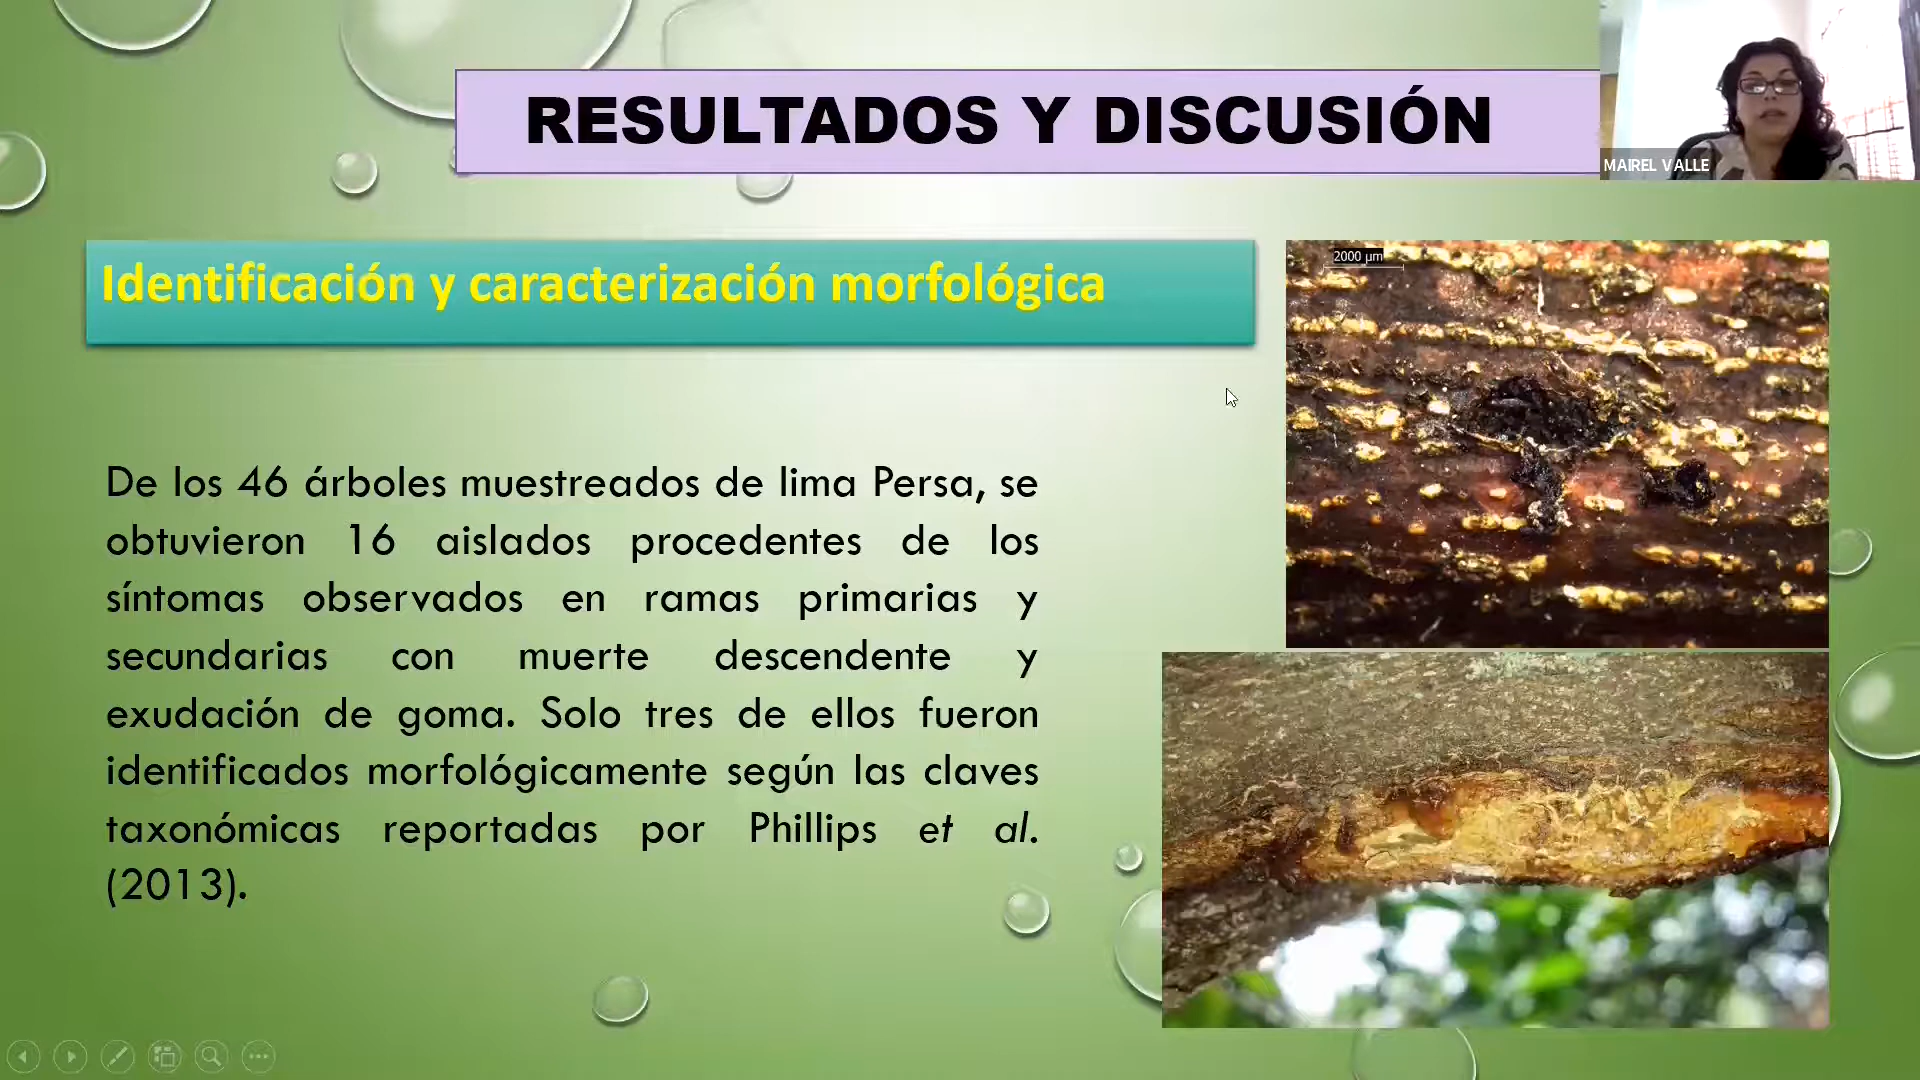 RESULTADOS Y DISCUSIÓN
MAIREL VALLE
Identificación y caracterización morfológica
2000 µm
De los 46 árboles muestreados de lima Persa, se
obtuvieron 16 aislados procedentes de los
síntomas observados en ramas primarias y
secundarias con muerte descendente y
exudación de goma. Solo tres de ellos fueron
identificados morfológicamente según las claves
taxonómicas reportadas por Phillips et al.
(2013).